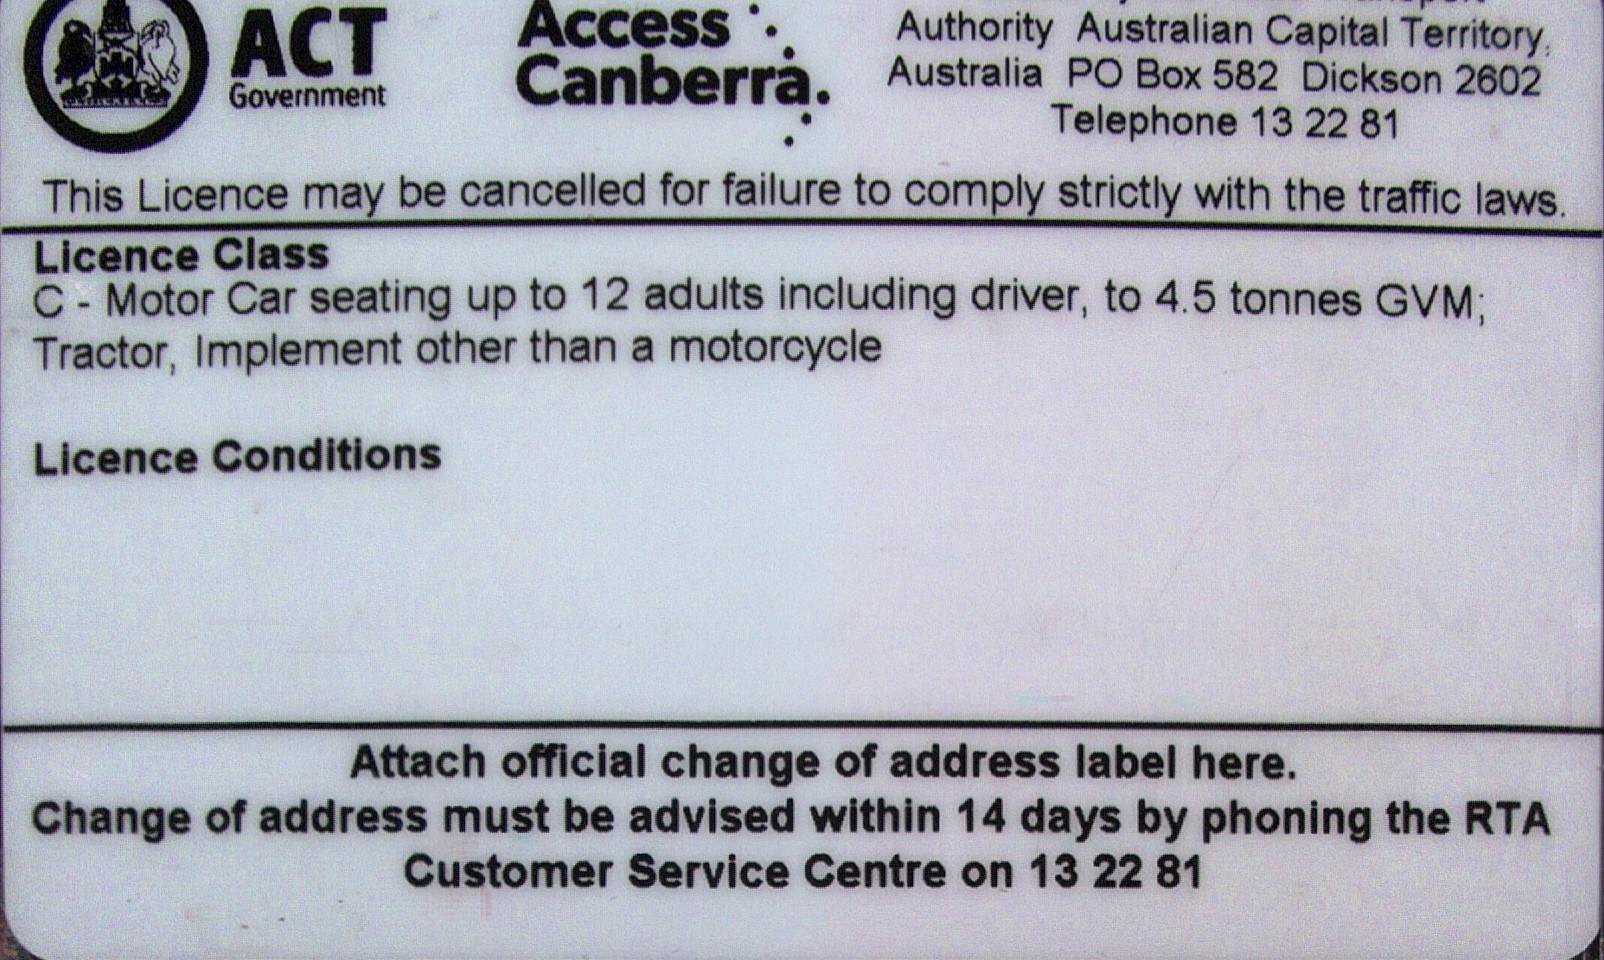 ACT
Government
Access
Canberra.
Authority Australian Capital Territory,
Australia PO Box 582 Dickson 2602
Telephone 13 22 81
This Licence may be cancelled for failure to comply strictly with the traffic laws.
Licence Class
C - Motor Car seating up to 12 adults including driver, to 4.5 tonnes GVM;
Tractor, Implement other than a motorcycle
Licence Conditions
Attach official change of address label here.
Change of address must be advised within 14 days by phoning the RTA
Customer Service Centre on 13 22 81